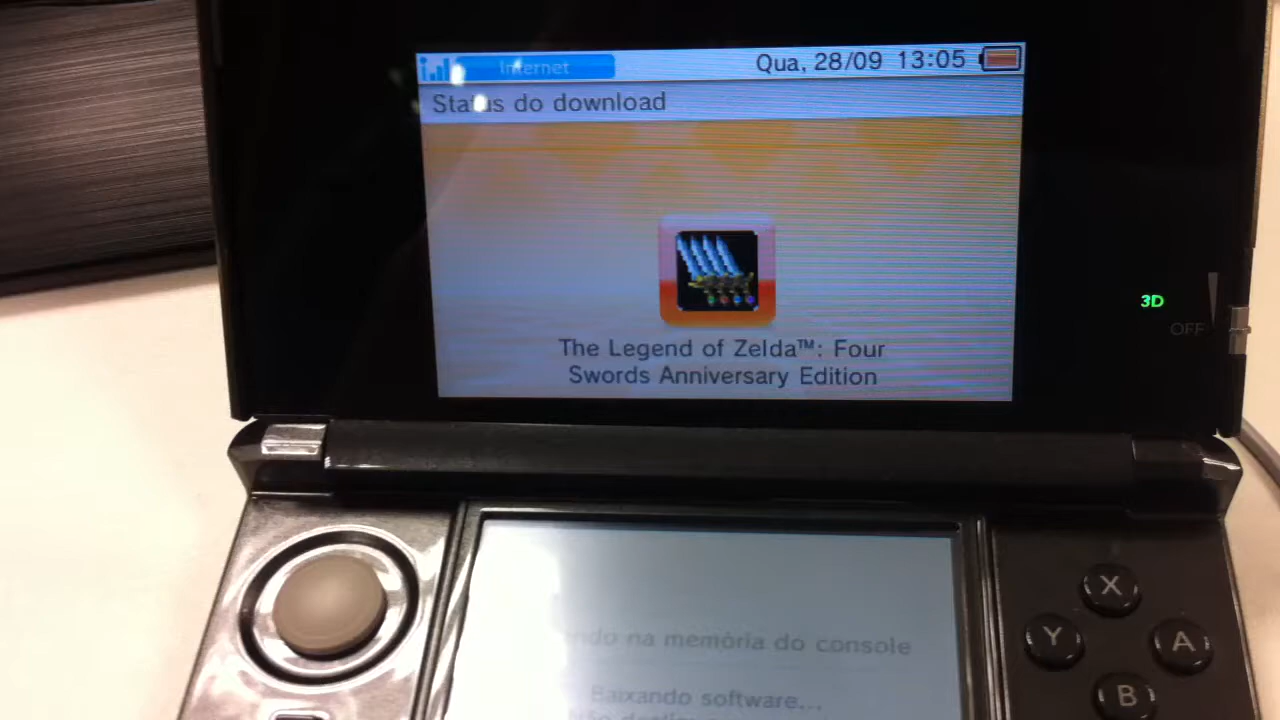 Internet
Qua, 28/09 13:05
Status do download
The Legend of Zelda™: Four
Swords Anniversary Edition
3D
OFF
na memória do console
Baixando software...
X
Y
A
B